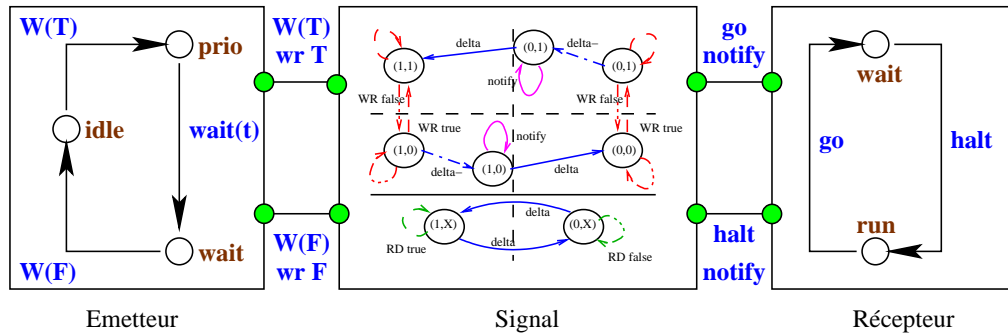 W(T)
prio
idle
wait(t)
wait
W(F)
Emetteur
W(T)
wr T
W(F)
wr F
delta
(0,1)
delta–
(1,1)
(0,1)
notify
WR false
WR false
WR true
notify
WR true
(1,0)
(0,0)
delta–
(1,0)
delta
delta
(1,X)
(0,X)
RD true
delta
RD false
Signal
go
notify
halt
notify
wait
go
halt
run
Récepteur